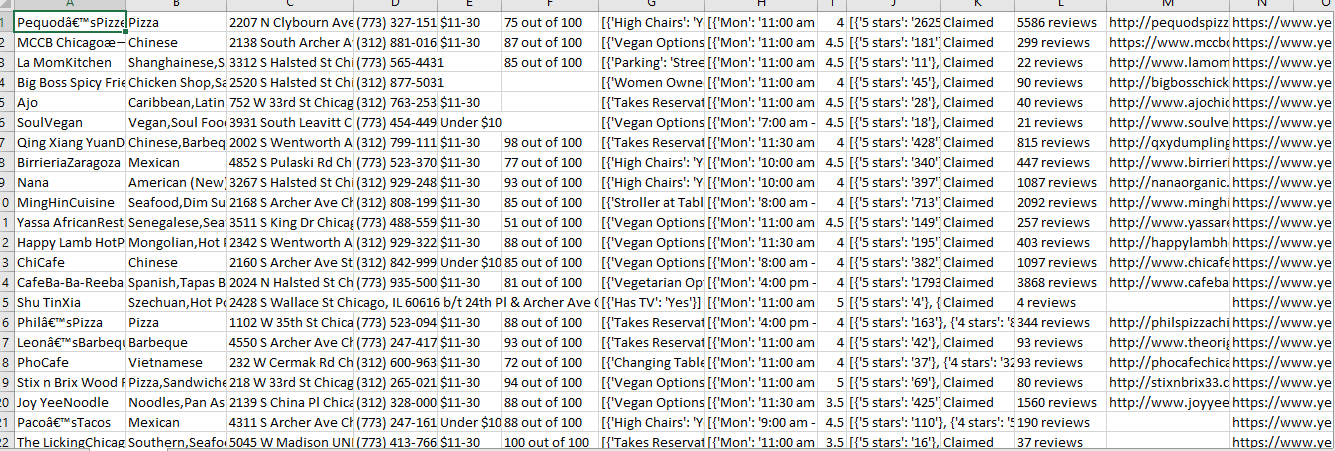 A B C D E F G H I J K L M N O
1 Pequodâ€™sPizze Pizza 2207 N Clybourn Ave (773) 327-151 $11-30 75 out of 100 [{'High Chairs': 'Y [{'Mon': '11:00 am 4 [{'5 stars': '2625 Claimed 5586 reviews http://pequodspizz https://www.ye
2 MCCB Chicagoæ— Chinese 2138 South Archer A (312) 881-016 $11-30 87 out of 100 [{'Vegan Options [{'Mon': '11:00 am 4.5 [{'5 stars': '181' Claimed 299 reviews https://www.mccb https://www.ye
3 La MomKitchen Shanghainese,S 3312 S Halsted St Chi (773) 565-4431 85 out of 100 [{'Parking': 'Stree [{'Mon': '11:00 am 4.5 [{'5 stars': '11'}, Claimed 22 reviews http://www.lamom https://www.ye
4 Big Boss Spicy Frie Chicken Shop,Sa 2520 S Halsted St Chi (312) 877-5031 [{'Women Owne [{'Mon': '11:00 am 4 [{'5 stars': '45'}, Claimed 90 reviews http://bigbosschick https://www.ye
5 Ajo Caribbean,Latin 752 W 33rd St Chicag (312) 763-253 $11-30 [{'Takes Reservat [{'Mon': '11:00 am 4.5 [{'5 stars': '28'}, Claimed 40 reviews http://www.ajochic https://www.ye
6 SoulVegan Vegan,Soul Foo 3931 South Leavitt C (773) 454-449 Under $10 [{'Vegan Options [{'Mon': '7:00 am - 4 [{'5 stars': '18'}, Claimed 21 reviews http://www.soulve https://www.ye
7 Qing Xiang YuanD Chinese,Barbeq 2002 S Wentworth A (312) 799-111 $11-30 98 out of 100 [{'Takes Reservat [{'Mon': '11:30 am 4 [{'5 stars': '428' Claimed 815 reviews http://qxydumpling https://www.ye
8 BirrieriaZaragoza Mexican 4852 S Pulaski Rd Ch (773) 523-370 $11-30 77 out of 100 [{'High Chairs': 'Y [{'Mon': '10:00 am 4.5 [{'5 stars': '340' Claimed 447 reviews http://www.birrieri https://www.ye
9 Nana American (New) 3267 S Halsted St Chi (312) 929-248 $11-30 93 out of 100 [{'High Chairs': 'Y [{'Mon': '10:00 am 4 [{'5 stars': '397' Claimed 1087 reviews http://nanaorganic. https://www.ye
0 MingHinCuisine Seafood,Dim Su 2168 S Archer Ave Ch (312) 808-199 $11-30 85 out of 100 [{'Stroller at Tabl [{'Mon': '8:00 am - 4 [{'5 stars': '713' Claimed 2092 reviews http://www.minghi https://www.ye
1 Yassa AfricanRest Senegalese,Sea 3511 S King Dr Chicag (773) 488-559 $11-30 51 out of 100 [{'Vegan Options [{'Mon': '11:00 am 4.5 [{'5 stars': '149' Claimed 257 reviews http://www.yassar https://www.ye
2 Happy Lamb HotP Mongolian,Hot 2342 S Wentworth A (312) 929-322 $11-30 88 out of 100 [{'Vegan Options [{'Mon': '11:30 am 4 [{'5 stars': '195' Claimed 403 reviews http://happylambh https://www.ye
3 ChiCafe Chinese 2160 S Archer Ave St (312) 842-999 Under $10 85 out of 100 [{'Vegan Options [{'Mon': '8:00 am - 4 [{'5 stars': '382' Claimed 1097 reviews http://www.chicafe https://www.ye
4 CafeBa-Ba-Reeba Spanish,Tapas B 2024 N Halsted St Ch (773) 935-500 $11-30 81 out of 100 [{'Vegetarian Op [{'Mon': '4:00 pm - 4 [{'5 stars': '1793 Claimed 3868 reviews http://www.cafeba https://www.ye
5 Shu TinXia Szechuan,Hot Po 2428 S Wallace St Chicago, IL 60616 b/t 24th Pl & Archer Ave C [{'Has TV': 'Yes'}] [{'Mon': '11:00 am 5 [{'5 stars': '4'}, { Claimed 4 reviews https://www.ye
6 Philâ€™sPizza Pizza 1102 W 35th St Chica (773) 523-094 $11-30 88 out of 100 [{'Takes Reservat [{'Mon': '4:00 pm - 4 [{'5 stars': '163'}, {'4 stars': '8 344 reviews http://philspizzachi https://www.ye
7 Leonâ€™sBarbequ Barbeque 4550 S Archer Ave Ch (773) 247-417 $11-30 93 out of 100 [{'Takes Reservat [{'Mon': '11:00 am 4 [{'5 stars': '42'}, Claimed 93 reviews http://www.theorig https://www.ye
8 PhoCafe Vietnamese 232 W Cermak Rd Ch (312) 600-963 $11-30 72 out of 100 [{'Changing Table [{'Mon': '11:00 am 4 [{'5 stars': '37'}, {'4 stars': '32 93 reviews http://phocafechica https://www.ye
9 Stix n Brix Wood F Pizza,Sandwiche 218 W 33rd St Chicag (312) 265-021 $11-30 94 out of 100 [{'Vegan Options [{'Mon': '11:00 am 5 [{'5 stars': '69'}, Claimed 80 reviews http://stixnbrix33.c https://www.ye
20 Joy YeeNoodle Noodles,Pan As 2139 S China Pl Chic (312) 328-000 $11-30 88 out of 100 [{'Vegan Options [{'Mon': '11:30 am 3.5 [{'5 stars': '425' Claimed 1560 reviews http://www.joyyee https://www.ye
21 Pacoâ€™sTacos Mexican 4311 S Archer Ave Ch (773) 247-161 Under $10 88 out of 100 [{'High Chairs': 'Y [{'Mon': '9:00 am - 4.5 [{'5 stars': '110'}, {'4 stars': '5 190 reviews https://www.ye
22 The LickingChicag Southern,Seafo 5045 W Madison UNI (773) 413-766 $11-30 100 out of 100 [{'Takes Reservat [{'Mon': '11:00 am 3.5 [{'5 stars': '16'}, Claimed 37 reviews https://www.ye